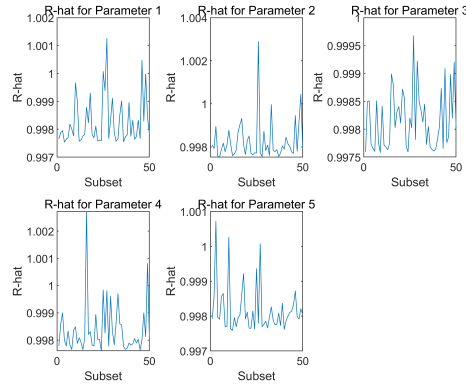 R-hat for Parameter 1
1.002
1.001
1
0.999
0.998
0.997
R-hat
0
50
Subset
R-hat for Parameter 2
1.004
1.002
1
0.998
R-hat
0
50
Subset
R-hat for Parameter 3
1
0.9995
0.999
0.9985
0.998
0.9975
R-hat
0
50
Subset
R-hat for Parameter 4
1.002
1.001
1
0.999
0.998
R-hat
0
50
Subset
R-hat for Parameter 5
1.001
1
0.999
0.998
0.997
R-hat
0
50
Subset